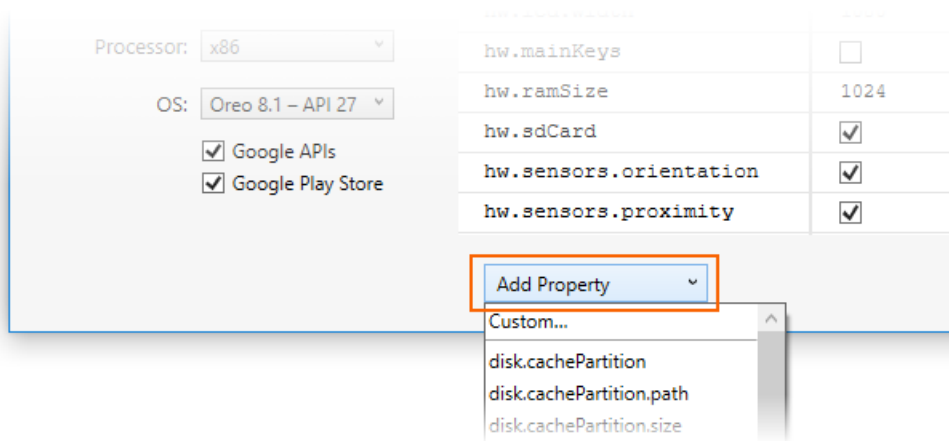 Processor: x86
OS: Oreo 8.1 – API 27
Google APIs
Google Play Store
hw.mainKeys
hw.ramSize 1024
hw.sdCard
hw.sensors.orientation
hw.sensors.proximity
Add Property
Custom...
disk.cachePartition
disk.cachePartition.path
disk.cachePartition.size